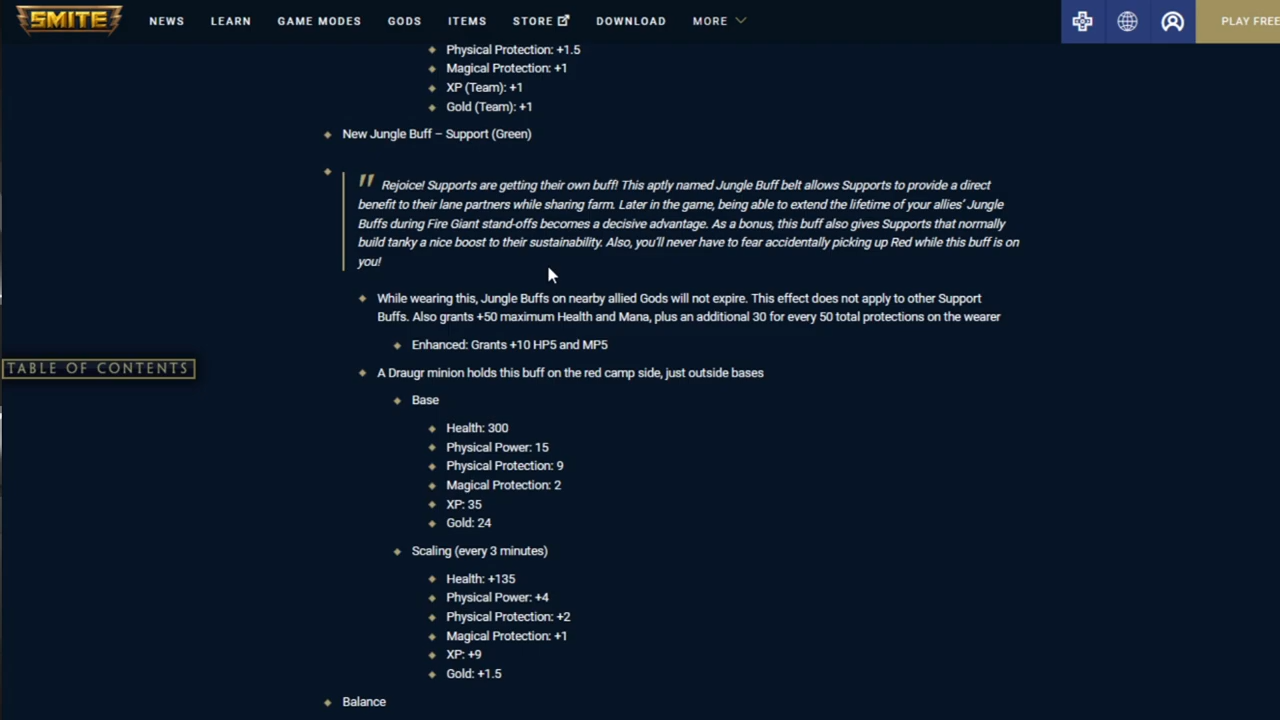 SMITE NEWS LEARN GAME MODES GODS ITEMS STORE DOWNLOAD MORE PLAY FREE
Physical Protection: +1.5
Magical Protection: +1
XP (Team): +1
Gold (Team): +1
New Jungle Buff – Support (Green)
" Rejoice! Supports are getting their own buff! This aptly named Jungle Buff belt allows Supports to provide a direct
benefit to their lane partners while sharing farm. Later in the game, being able to extend the lifetime of your allies' Jungle
Buffs during Fire Giant stand-offs becomes a decisive advantage. As a bonus, this buff also gives Supports that normally
build tanky a nice boost to their sustainability. Also, you'll never have to fear accidentally picking up Red while this buff is on
you!
While wearing this, Jungle Buffs on nearby allied Gods will not expire. This effect does not apply to other Support
Buffs. Also grants +50 maximum Health and Mana, plus an additional 30 for every 50 total protections on the wearer
Enhanced: Grants +10 HP5 and MP5
TABLE OF CONTENTS
A Draugr minion holds this buff on the red camp side, just outside bases
Base
Health: 300
Physical Power: 15
Physical Protection: 9
Magical Protection: 2
XP: 35
Gold: 24
Scaling (every 3 minutes)
Health: +135
Physical Power: +4
Physical Protection: +2
Magical Protection: +1
XP: +9
Gold: +1.5
Balance